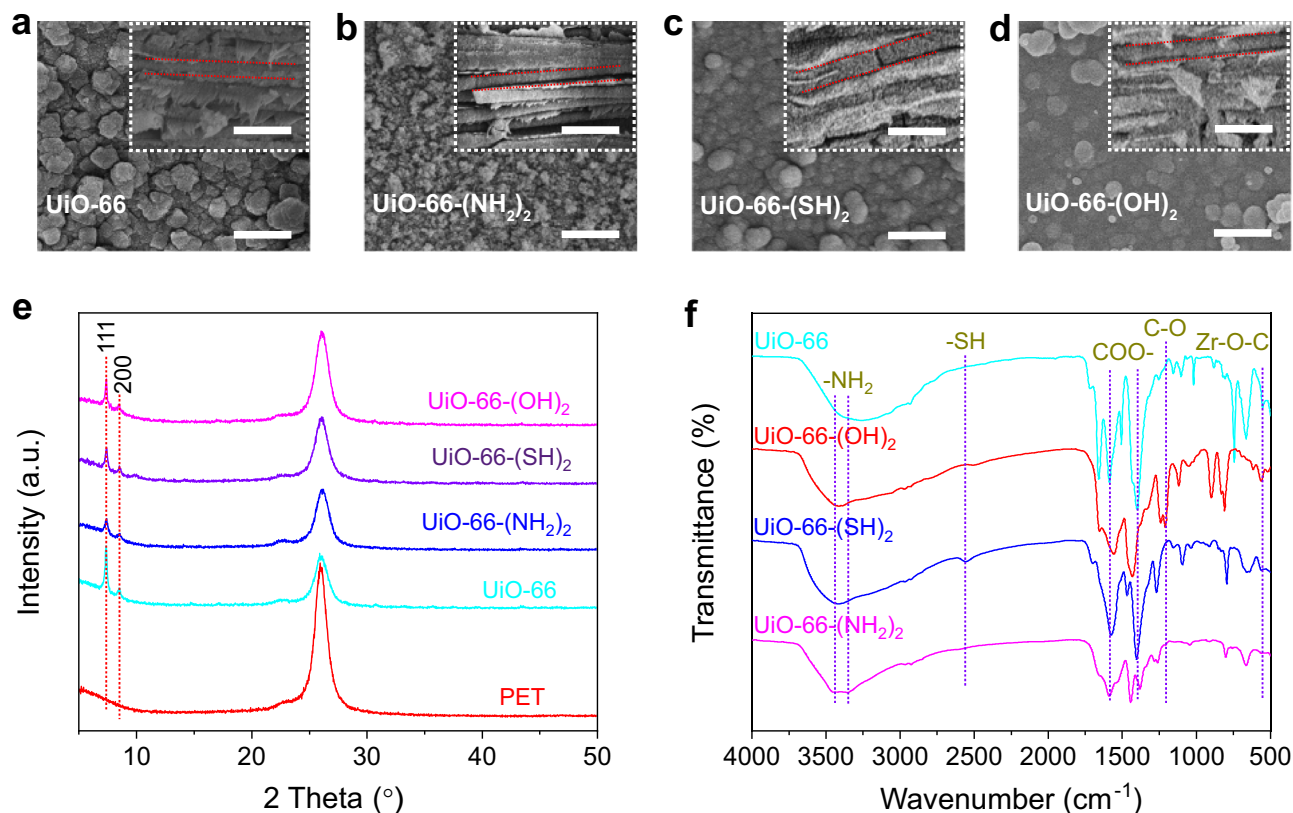 a
UiO-66
b
UiO-66-(NH₂)₂
c
UiO-66-(SH)₂
d
UiO-66-(OH)₂
e
Intensity (a.u.)
111
200
UiO-66-(OH)₂
UiO-66-(SH)₂
UiO-66-(NH₂)₂
UiO-66
PET
10 20 30 40 50
2 Theta (°)
f
Transmittance (%)
UiO-66
-NH₂
-SH
COO-
C-O
Zr-O-C
UiO-66-(OH)₂
UiO-66-(SH)₂
UiO-66-(NH₂)₂
4000 3500 3000 2500 2000 1500 1000 500
Wavenumber (cm⁻¹)